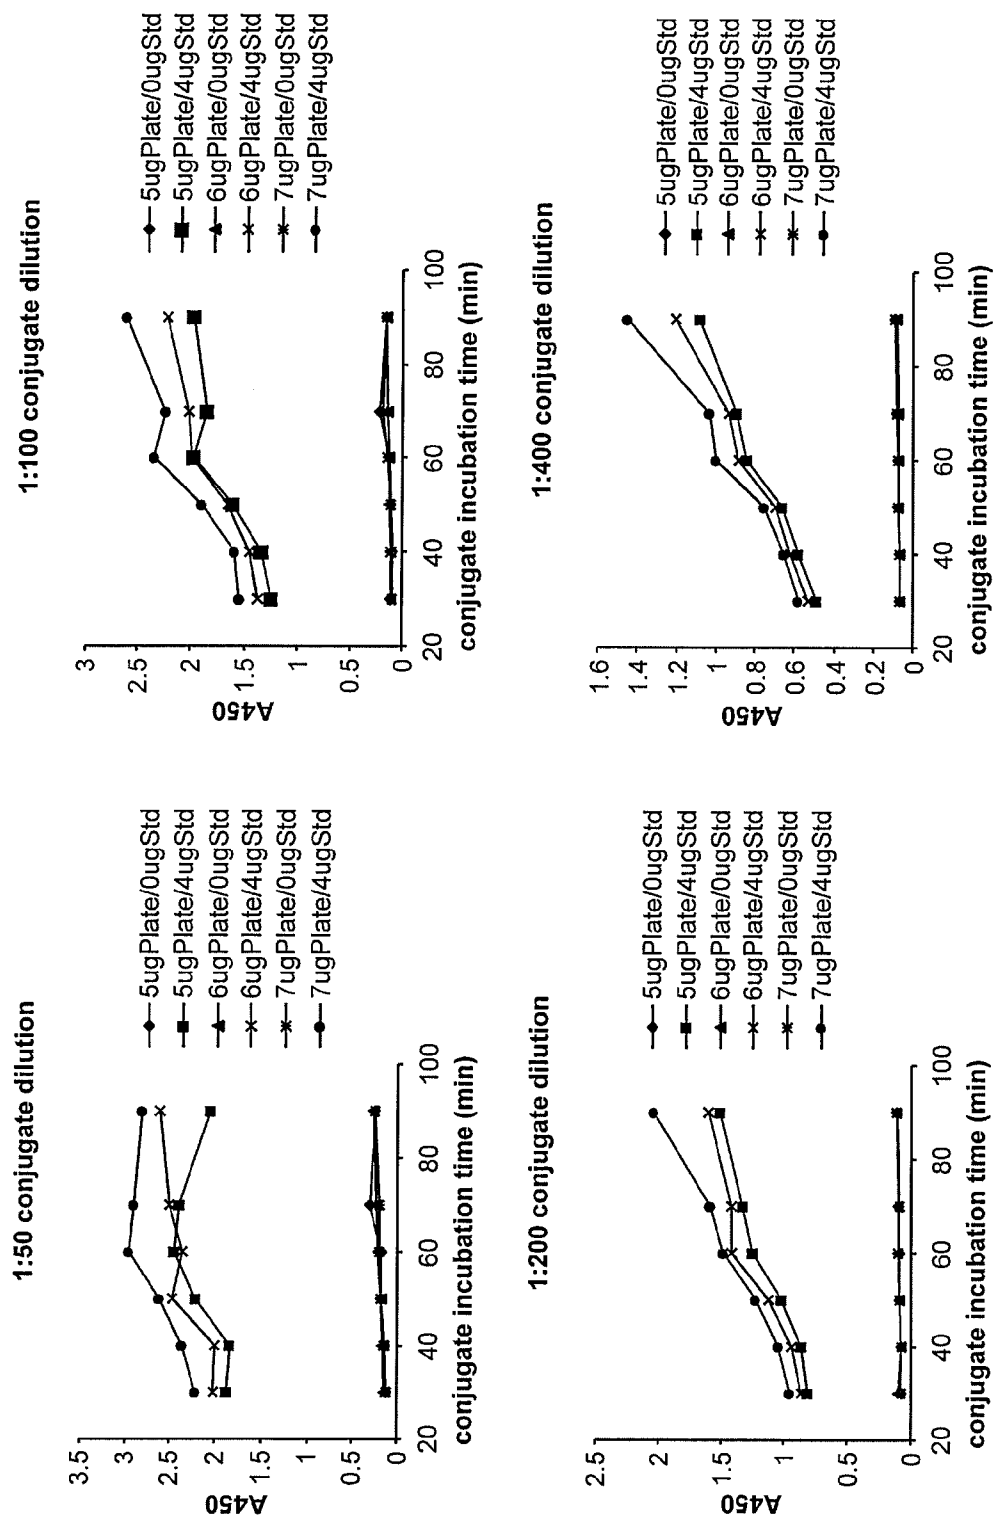 1:50 conjugate dilution
3.5
3
2.5
2
1.5
1
0.5
0
A450
20
40
60
80
100
conjugate incubation time (min)
5ugPlate/0ugStd
5ugPlate/4ugStd
6ugPlate/0ugStd
6ugPlate/4ugStd
7ugPlate/0ugStd
7ugPlate/4ugStd
1:100 conjugate dilution
3
2.5
2
1.5
1
0.5
0
A450
20
40
60
80
100
conjugate incubation time (min)
5ugPlate/0ugStd
5ugPlate/4ugStd
6ugPlate/0ugStd
6ugPlate/4ugStd
7ugPlate/0ugStd
7ugPlate/4ugStd
1:200 conjugate dilution
2.5
2
1.5
1
0.5
0
A450
20
40
60
80
100
conjugate incubation time (min)
5ugPlate/0ugStd
5ugPlate/4ugStd
6ugPlate/0ugStd
6ugPlate/4ugStd
7ugPlate/0ugStd
7ugPlate/4ugStd
1:400 conjugate dilution
1.6
1.4
1.2
1
0.8
0.6
0.4
0.2
0
A450
20
40
60
80
100
conjugate incubation time (min)
5ugPlate/0ugStd
5ugPlate/4ugStd
6ugPlate/0ugStd
6ugPlate/4ugStd
7ugPlate/0ugStd
7ugPlate/4ugStd